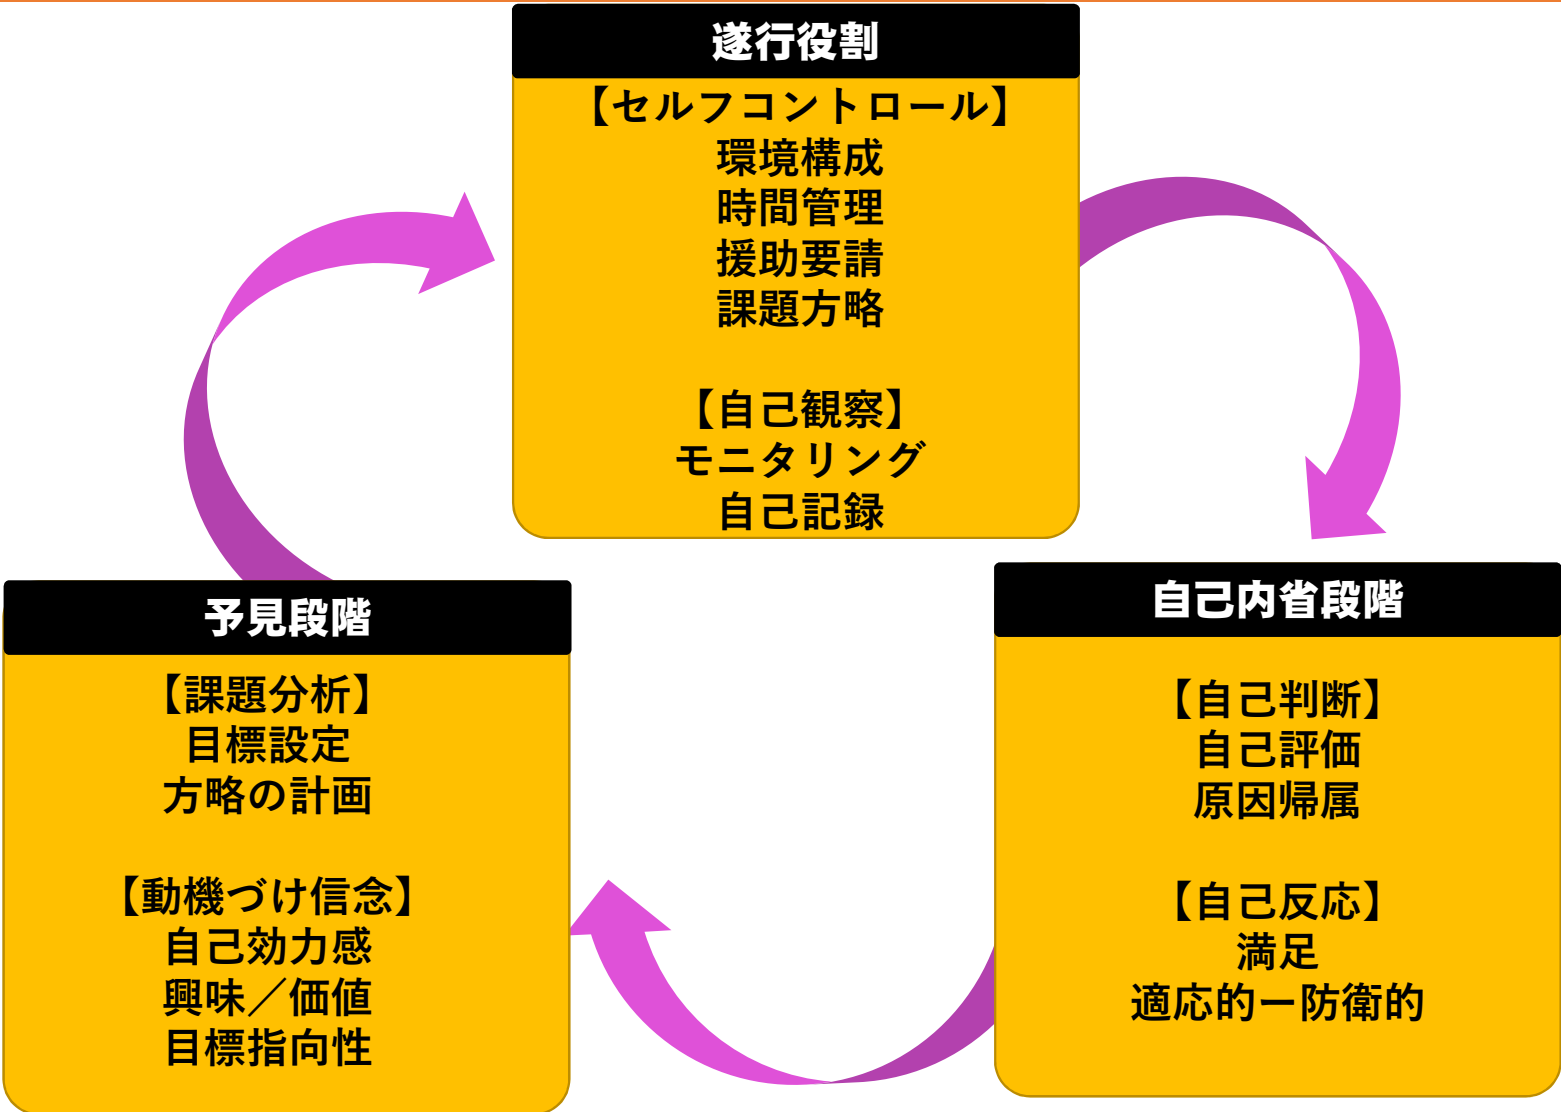 遂行役割
【セルフコントロール】
環境構成
時間管理
援助要請
課題方略
【自己観察】
モニタリング
自己記録
予見段階
【課題分析】
目標設定
方略の計画
【動機づけ信念】
自己効力感
興味／価値
目標指向性
自己内省段階
【自己判断】
自己評価
原因帰属
【自己反応】
満足
適応的ー防衛的